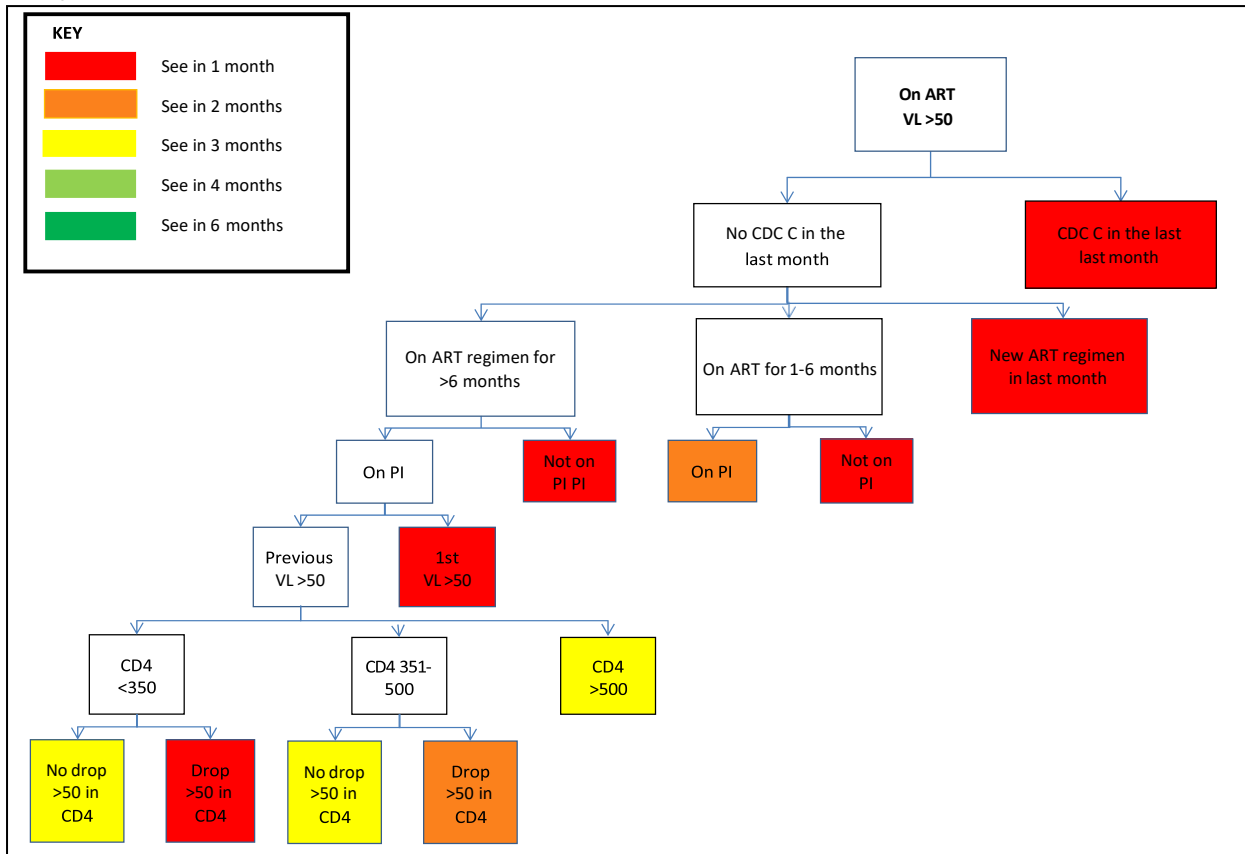 KEY
See in 1 month
See in 2 months
See in 3 months
See in 4 months
See in 6 months
On ART
VL >50
No CDC C in the
last month
CDC C in the last
last month
On ART regimen for
>6 months
On ART for 1-6 months
New ART regimen
in last month
On PI
Not on
PI PI
On PI
Not on
PI
Previous
VL >50
1st
VL >50
CD4
<350
CD4 351-
500
CD4
>500
No drop
>50 in
CD4
Drop
>50 in
CD4
No drop
>50 in
CD4
Drop
>50 in
CD4